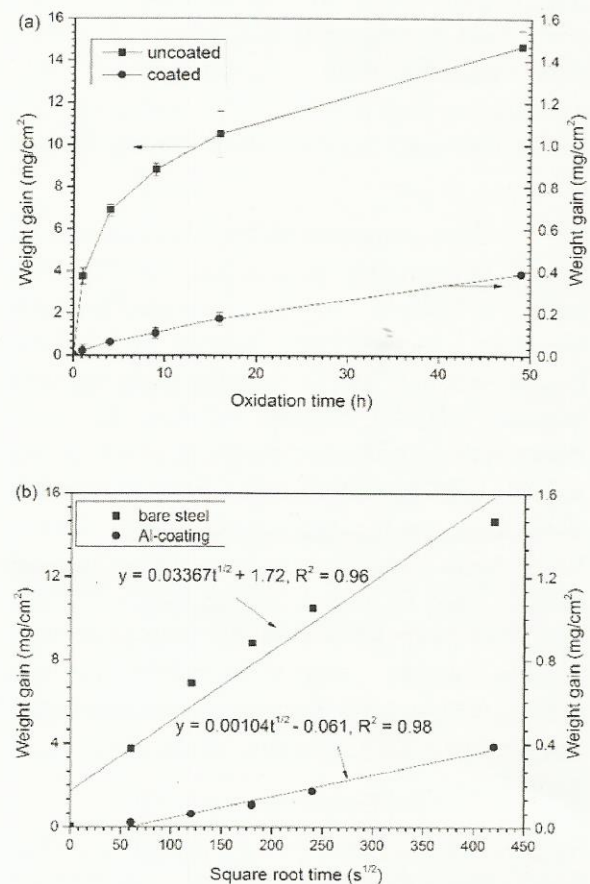 (a)
16
14
12
10
8
6
4
2
0
1.6
1.4
1.2
1.0
0.8
0.6
0.4
0.2
0.0
uncoated
coated
Weight gain (mg/cm²)
Weight gain (mg/cm²)
0 10 20 30 40 50
Oxidation time (h)
(b)
16
12
8
4
0
1.6
1.2
0.8
0.4
0.0
bare steel
Al-coating
y = 0.03367t^1/2 + 1.72, R² = 0.96
y = 0.00104t^1/2 - 0.061, R² = 0.98
Weight gain (mg/cm²)
Weight gain (mg/cm²)
0 50 100 150 200 250 300 350 400 450
Square root time (s^1/2)